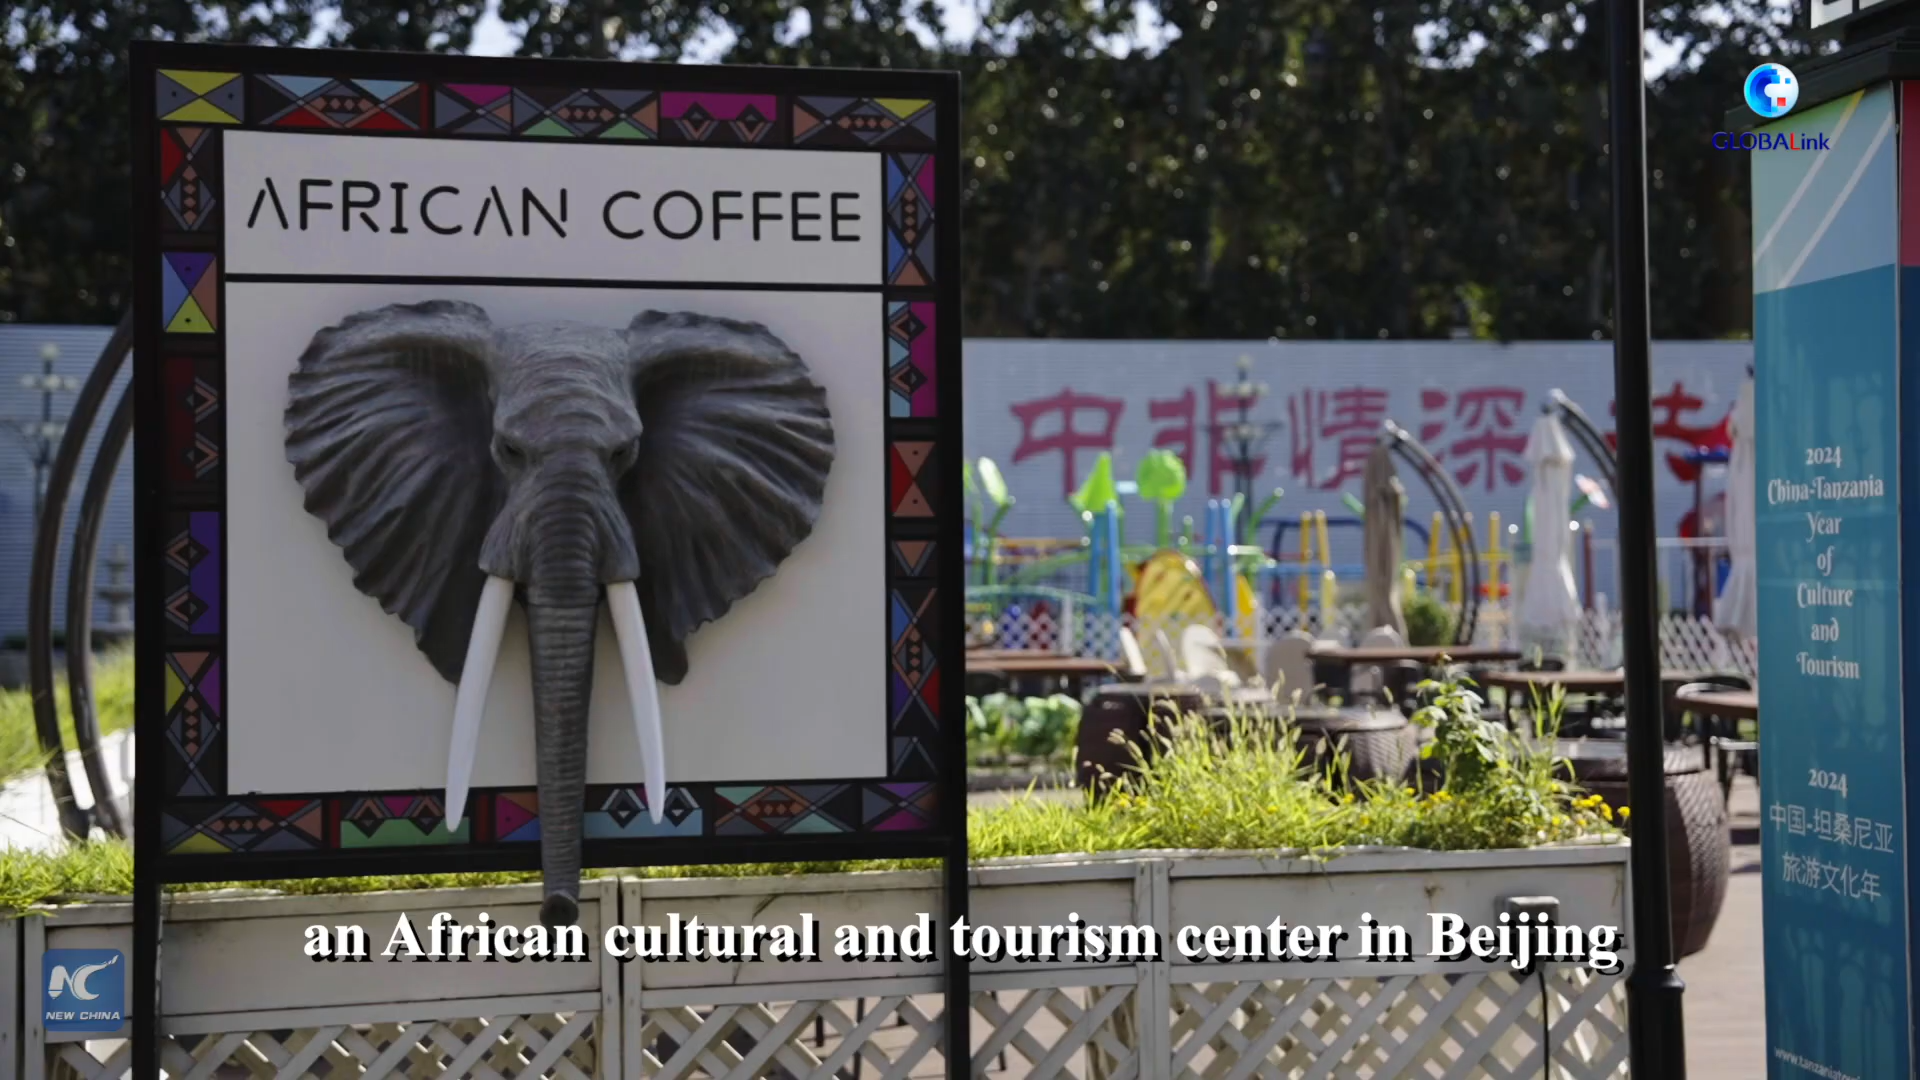 GLOBALink
AFRICAN COFFEE
中非情深
2024
China-Tanzania
Year
of
Culture
and
Tourism
2024
中国-坦桑尼亚
旅游文化年
an African cultural and tourism center in Beijing
NC
NEW CHINA